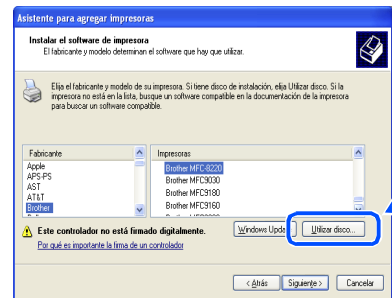 Asistente para agregar impresoras
Instalar el software de impresora
El fabricante y modelo determinan el software que hay que utilizar.
Elija el fabricante y modelo de su impresora. Si tiene disco de instalación, elija Utilizar disco. Si la
impresora no está en la lista, busque un software compatible en la documentación de la impresora
para buscar un software compatible.
Fabricante
Impresoras
Apple
APS-PS
AST
AT&T
Brother
Brother MFC-8220
Brother MFC9030
Brother MFC9180
Brother MFC9160
Este controlador no está firmado digitalmente.
Por qué es importante la firma de un controlador
Windows Upda
Utilizar disco...
< Atrás
Siguiente >
Cancelar